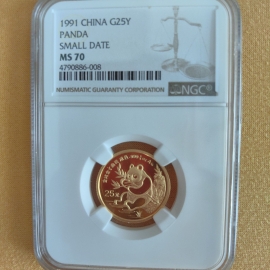 1991 CHINA G25Y
PANDA
SMALL DATE
MS 70
4790886-008
NUMISMATIC GUARANTY CORPORATION
NGC